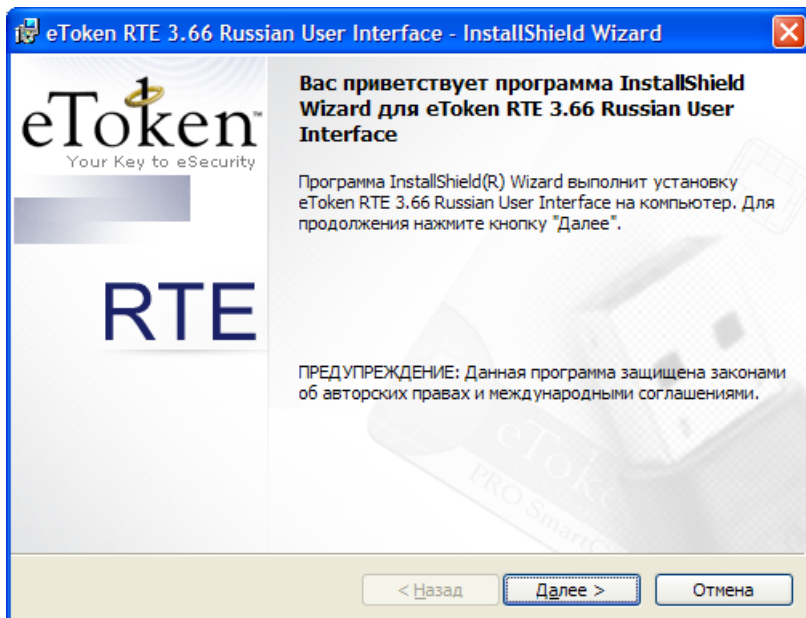 eToken RTE 3.66 Russian User Interface - InstallShield Wizard
eToken™
Your Key to eSecurity
RTE
Вас приветствует программа InstallShield
Wizard для eToken RTE 3.66 Russian User
Interface
Программа InstallShield(R) Wizard выполнит установку
eToken RTE 3.66 Russian User Interface на компьютер. Для
продолжения нажмите кнопку "Далее".
ПРЕДУПРЕЖДЕНИЕ: Данная программа защищена законами
об авторских правах и международными соглашениями.
eToken
PRO SmartC
< Назад
Далее >
Отмена